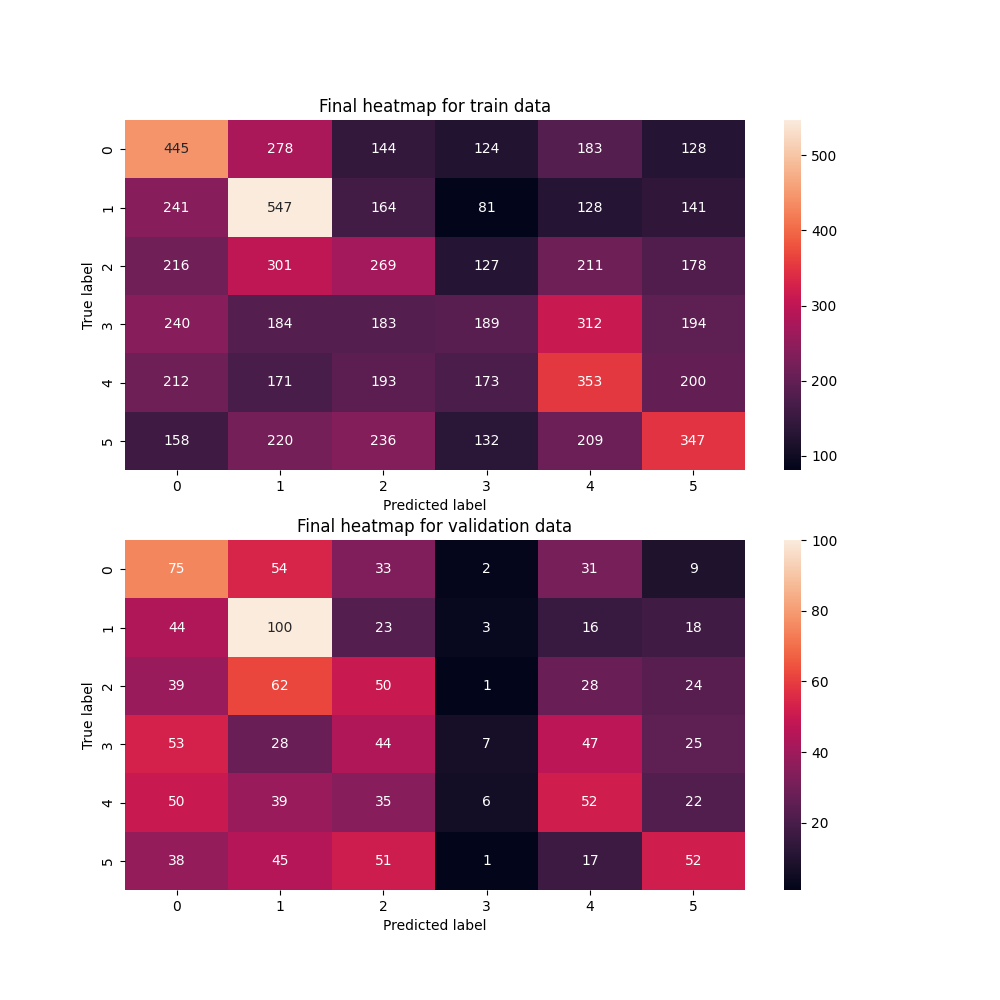 Final heatmap for train data
0 445 278 144 124 183 128
1 241 547 164 81 128 141
2 216 301 269 127 211 178
3 240 184 183 189 312 194
4 212 171 193 173 353 200
5 158 220 236 132 209 347
0 1 2 3 4 5
Predicted label
True label
500
400
300
200
100
Final heatmap for validation data
0 75 54 33 2 31 9
1 44 100 23 3 16 18
2 39 62 50 1 28 24
3 53 28 44 7 47 25
4 50 39 35 6 52 22
5 38 45 51 1 17 52
0 1 2 3 4 5
Predicted label
True label
100
80
60
40
20